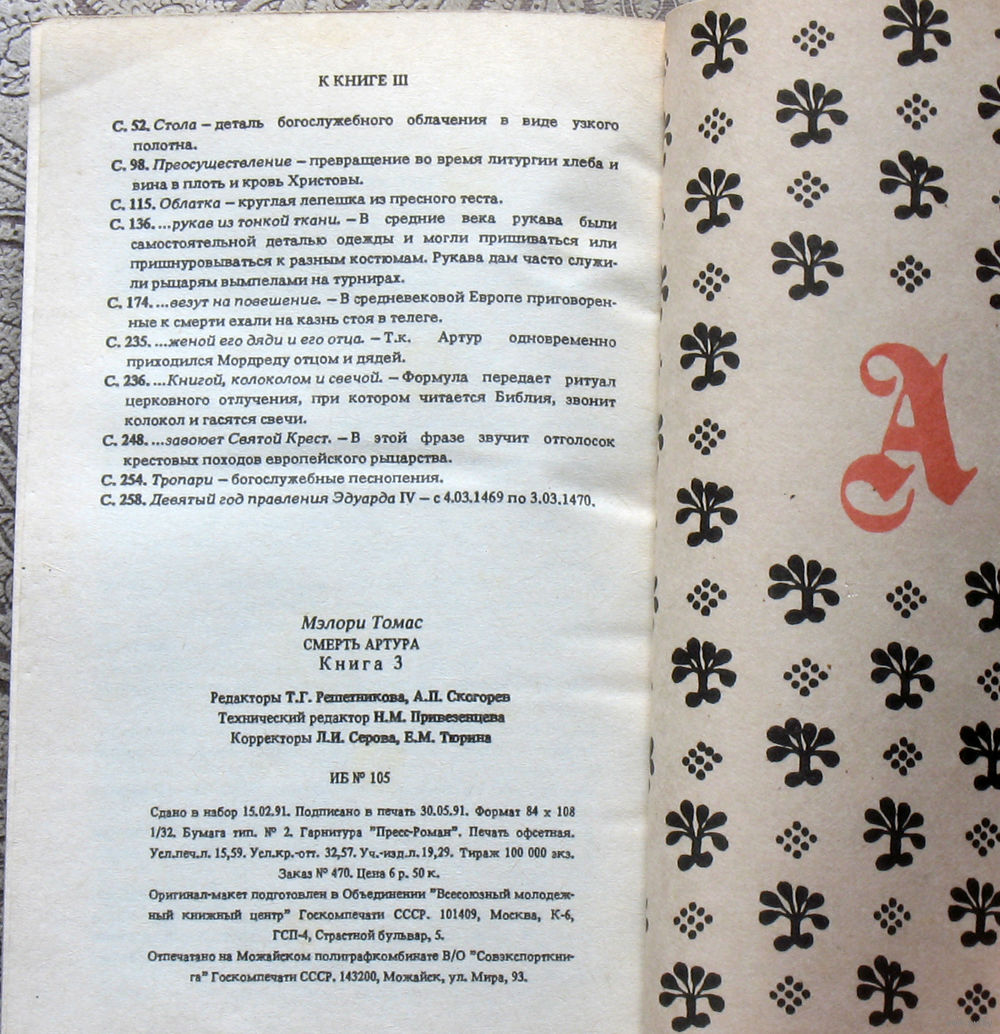 К КНИГЕ III
С. 52. Стола – деталь богослужебного облачения в виде узкого
полотна.
С. 98. Преосуществление – превращение во время литургии хлеба и
вина в плоть и кровь Христовы.
С. 115. Облатка – круглая лепешка из пресного теста.
С. 136. ...рукав из тонкой ткани. – В средние века рукава были
самостоятельной деталью одежды и могли пришиваться или
пришнуровываться к разным костюмам. Рукава дам часто служи-
ли рыцарям вымпелами на турнирах.
С. 174. ...везут на повешение. – В средневековой Европе приговорен-
ные к смерти ехали на казнь стоя в телеге.
С. 235. ...женой его дяди и его отца. – Т.к. Артур одновременно
приходился Мордреду отцом и дядей.
С. 236. ...Книгой, колоколом и свечой. – Формула передает ритуал
церковного отлучения, при котором читается Библия, звонит
колокол и гасятся свечи.
С. 248. ...завоюет Святой Крест. – В этой фразе звучит отголосок
крестовых походов европейского рыцарства.
С. 254. Тропари – богослужебные песнопения.
С. 258. Девятый год правления Эдуарда IV – с 4.03.1469 по 3.03.1470.
Мэлори Томас
СМЕРТЬ АРТУРА
Книга 3
Редакторы Т.Г. Решетникова, А.П. Скогорев
Технический редактор Н.М. Привезенцева
Корректоры Л.И. Серова, Е.М. Тюрина
ИБ № 105
Сдано в набор 15.02.91. Подписано в печать 30.05.91. Формат 84 х 108
1/32. Бумага тип. № 2. Гарнитура "Пресс-Роман". Печать офсетная.
Усл.печ.л. 15,59. Усл.кр.-отт. 32,57. Уч.-изд.л. 19,29. Тираж 100 000 экз.
Заказ № 470. Цена 6 р. 50 к.
Оригинал-макет подготовлен в Объединении "Всесоюзный молодеж-
ный книжный центр" Госкомпечати СССР. 101409, Москва, К-6,
ГСП-4, Страстной бульвар, 5.
Отпечатано на Можайском полиграфкомбинате В/О "Совэкспорткни-
га" Госкомпечати СССР. 143200, Можайск, ул. Мира, 93.
А